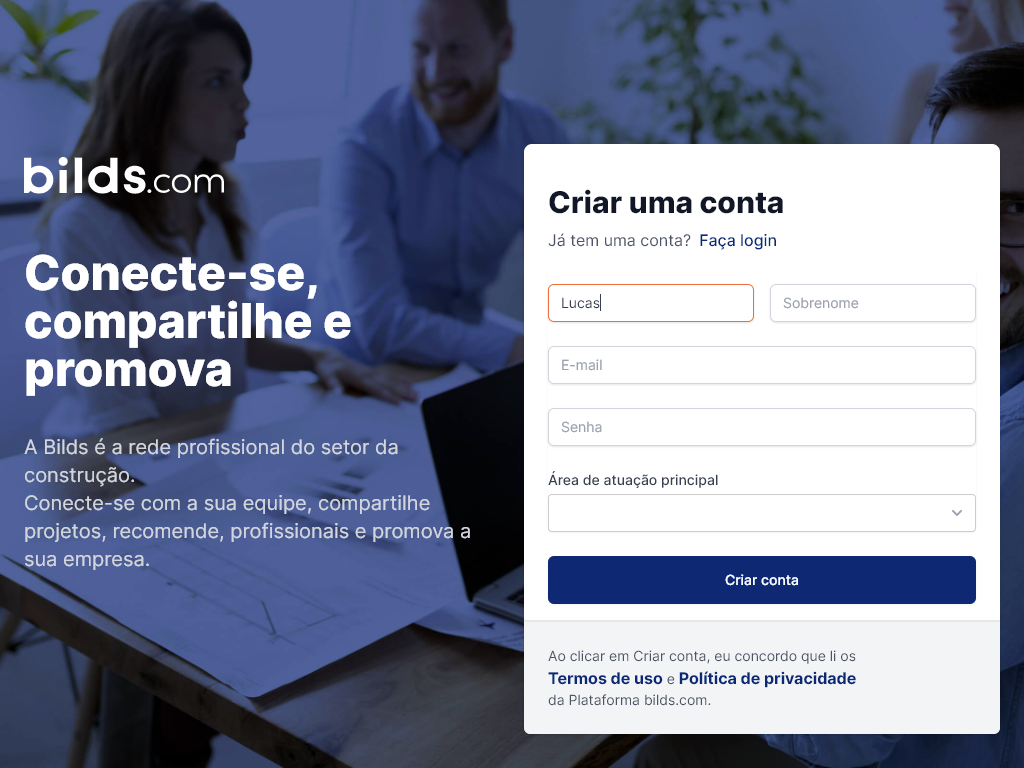 bilds.com
Conecte-se,
compartilhe e
promova
A Bilds é a rede profissional do setor da
construção.
Conecte-se com a sua equipe, compartilhe
projetos, recomende, profissionais e promova a
sua empresa.
Criar uma conta
Já tem uma conta? Faça login
Lucas
Sobrenome
E-mail
Senha
Área de atuação principal
Criar conta
Ao clicar em Criar conta, eu concordo que li os
Termos de uso e Política de privacidade
da Plataforma bilds.com.